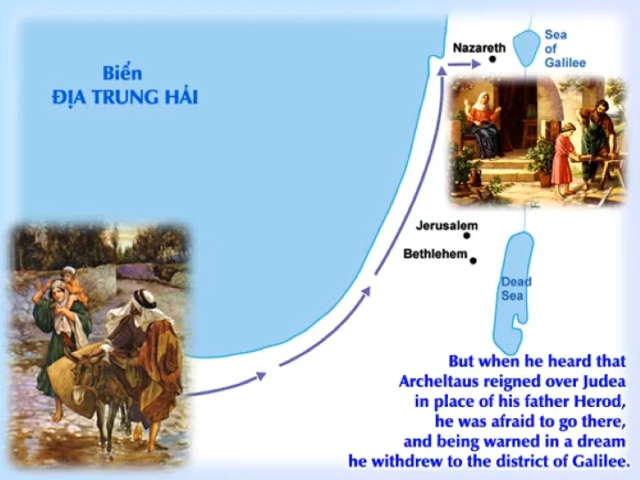 Biển
ĐỊA TRUNG HẢI
Nazareth
Sea
of
Galilee
Jerusalem
Bethlehem
Dead
Sea
But when he heard that
Archeltaus reigned over Judea
in place of his father Herod,
he was afraid to go there,
and being warned in a dream
he withdrew to the district of Galilee.